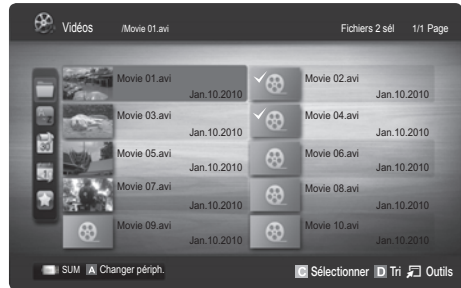 Vidéos /Movie 01.avi Fichiers 2 sél 1/1 Page
Movie 01.avi Movie 02.avi
Jan.10.2010 Jan.10.2010
Movie 03.avi Movie 04.avi
Jan.10.2010 Jan.10.2010
Movie 05.avi Movie 06.avi
Jan.10.2010 Jan.10.2010
Movie 07.avi Movie 08.avi
Jan.10.2010 Jan.10.2010
Movie 09.avi Movie 10.avi
Jan.10.2010 Jan.10.2010
SUM A Changer périph. C Sélectionner D Tri Outils